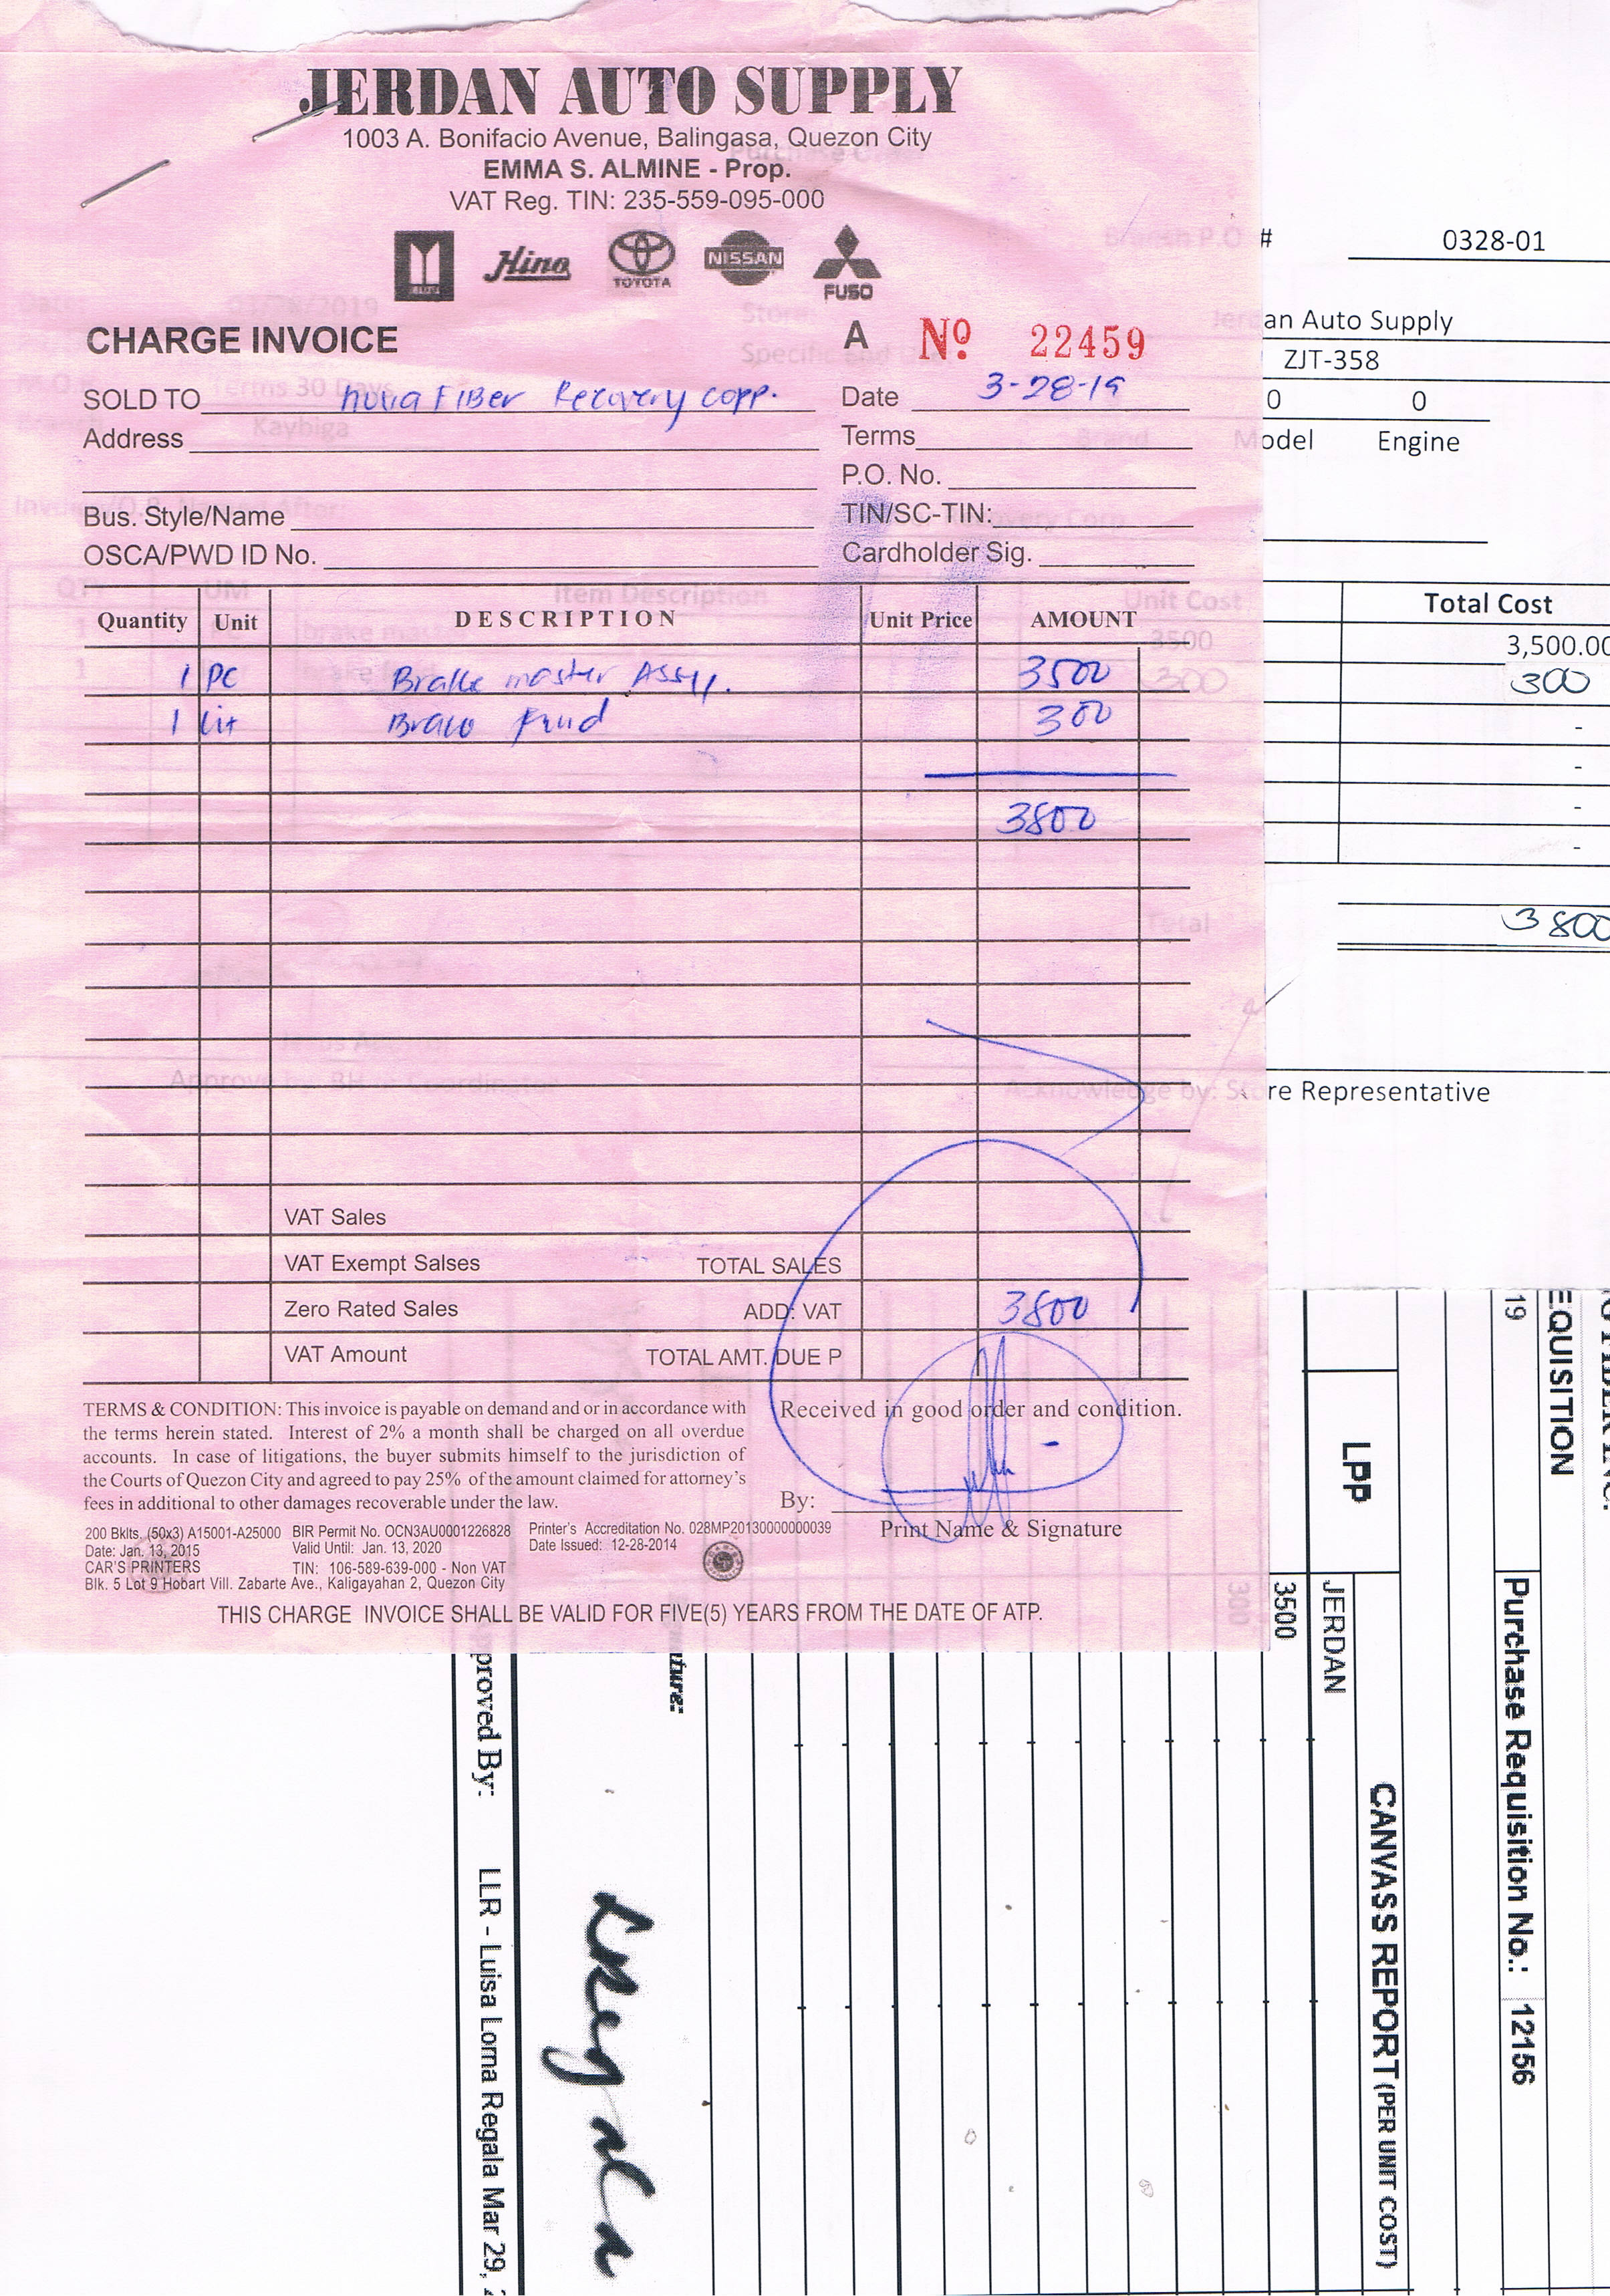 JERDAN AUTO SUPPLY
1003 A. Bonifacio Avenue, Balingasa, Quezon City
EMMA S. ALMINE - Prop.
VAT Reg. TIN: 235-559-095-000
Hino TOYOTA NISSAN FUSO
CHARGE INVOICE A Nº 22459
SOLD TO Fiber Recovery Corp. Date 3-28-19
Address Terms
P.O. No.
Bus. Style/Name TIN/SC-TIN:
OSCA/PWD ID No. Cardholder Sig.
Quantity Unit DESCRIPTION Unit Price AMOUNT
1 PC Brake master Assy. 3500
1 Lit 300
3800
VAT Sales
VAT Exempt Salses TOTAL SALES
Zero Rated Sales ADD: VAT 3800
VAT Amount TOTAL AMT. DUE P
TERMS & CONDITION: This invoice is payable on demand and or in accordance with
the terms herein stated. Interest of 2% a month shall be charged on all overdue
accounts. In case of litigations, the buyer submits himself to the jurisdiction of
the Courts of Quezon City and agreed to pay 25% of the amount claimed for attorney's
fees in additional to other damages recoverable under the law.
Received in good order and condition.
By:
Print Name & Signature
200 Bklts. (50x3) A15001-A25000 BIR Permit No. OCN3AU0001226828 Printer's Accreditation No. 028MP20130000000039
Date: Jan. 13, 2015 Valid Until: Jan. 13, 2020 Date Issued: 12-28-2014
CAR'S PRINTERS TIN: 106-589-639-000 - Non VAT
Blk. 5 Lot 9 Hobart Vill. Zabarte Ave., Kaligayahan 2, Quezon City
THIS CHARGE INVOICE SHALL BE VALID FOR FIVE(5) YEARS FROM THE DATE OF ATP.
# 0328-01
an Auto Supply
ZJT-358
0 0
odel Engine
Total Cost
3,500.00
300
-
-
-
-
3800
re Representative
EQUISITION
19
Purchase Requisition No.: 12156
LPP
CANVASS REPORT (PER UNIT COST)
JERDAN
3500
300
ature:
proved By: LLR - Luisa Lorna Regala Mar 29,